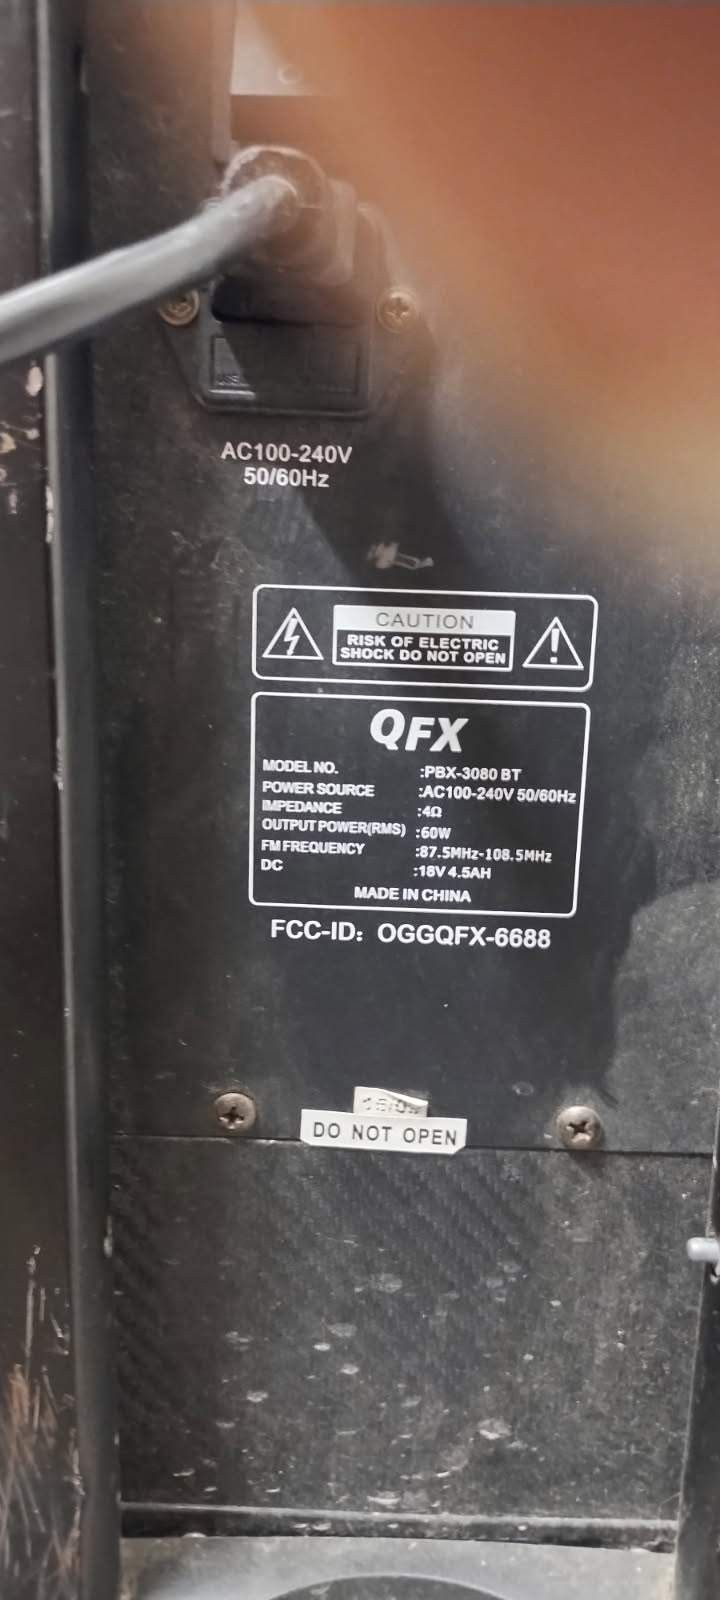 AC100-240V
50/60Hz
CAUTION
RISK OF ELECTRIC
SHOCK DO NOT OPEN
QFX
MODEL NO. :PBX-3080 BT
POWER SOURCE :AC100-240V 50/60Hz
IMPEDANCE :4Ω
OUTPUT POWER(RMS) :60W
FM FREQUENCY :87.5MHz-108.5MHz
DC :18V 4.5AH
MADE IN CHINA
FCC-ID: OGGQFX-6688
DO NOT OPEN